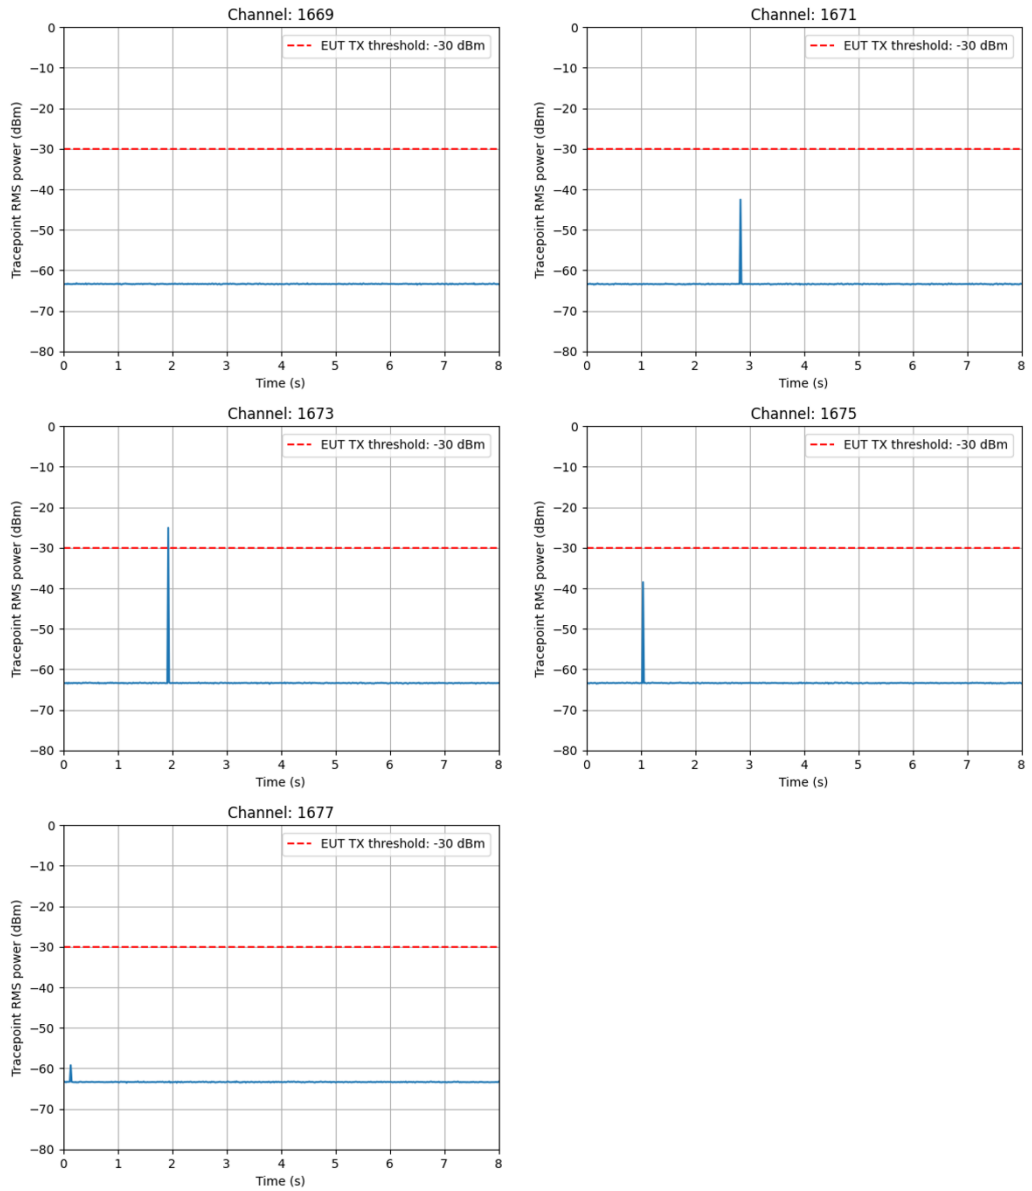 Channel: 1669
EUT TX threshold: -30 dBm
Tracepoint RMS power (dBm)
0
−10
−20
−30
−40
−50
−60
−70
−80
0 1 2 3 4 5 6 7 8
Time (s)
Channel: 1671
EUT TX threshold: -30 dBm
Tracepoint RMS power (dBm)
0
−10
−20
−30
−40
−50
−60
−70
−80
0 1 2 3 4 5 6 7 8
Time (s)
Channel: 1673
EUT TX threshold: -30 dBm
Tracepoint RMS power (dBm)
0
−10
−20
−30
−40
−50
−60
−70
−80
0 1 2 3 4 5 6 7 8
Time (s)
Channel: 1675
EUT TX threshold: -30 dBm
Tracepoint RMS power (dBm)
0
−10
−20
−30
−40
−50
−60
−70
−80
0 1 2 3 4 5 6 7 8
Time (s)
Channel: 1677
EUT TX threshold: -30 dBm
Tracepoint RMS power (dBm)
0
−10
−20
−30
−40
−50
−60
−70
−80
0 1 2 3 4 5 6 7 8
Time (s)